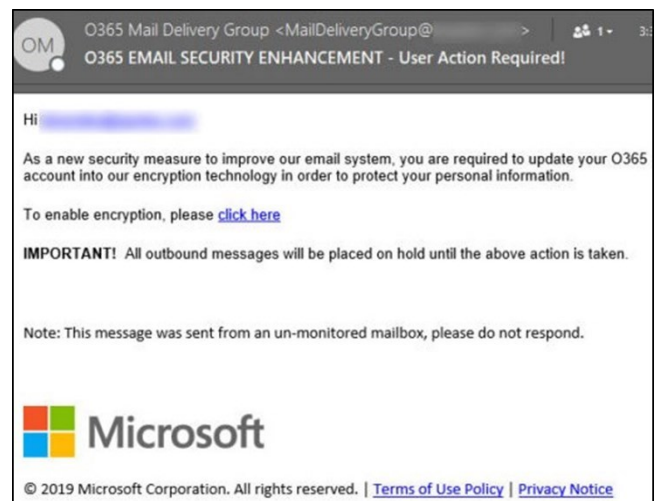 OM
O365 Mail Delivery Group <MailDeliveryGroup@ >
1
O365 EMAIL SECURITY ENHANCEMENT - User Action Required!
Hi
As a new security measure to improve our email system, you are required to update your O365
account into our encryption technology in order to protect your personal information.
To enable encryption, please click here
IMPORTANT! All outbound messages will be placed on hold until the above action is taken.
Note: This message was sent from an un-monitored mailbox, please do not respond.
Microsoft
© 2019 Microsoft Corporation. All rights reserved. | Terms of Use Policy | Privacy Notice